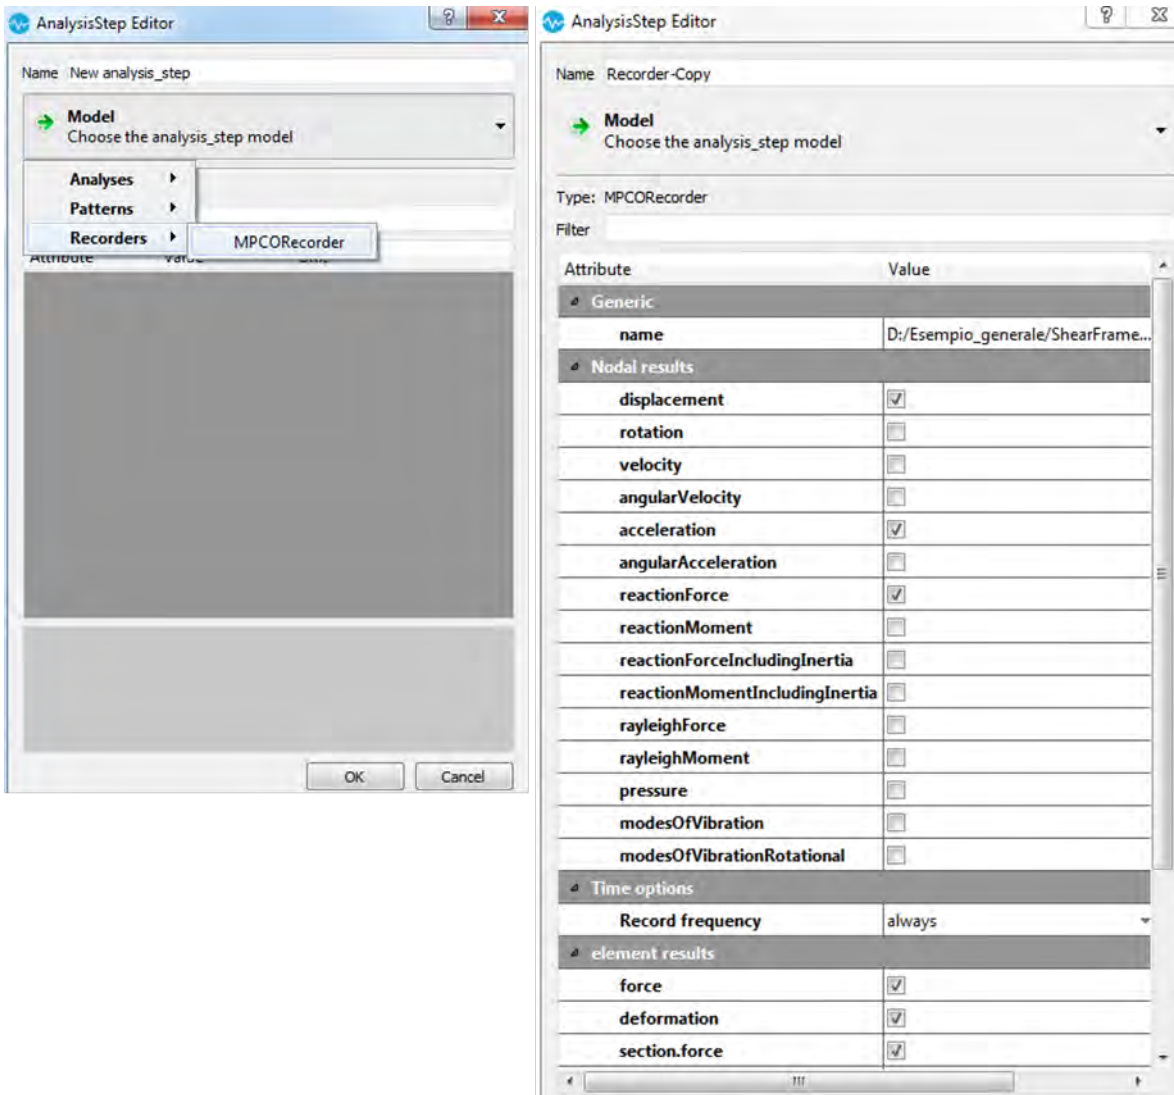 AnalysisStep Editor
Name New analysis_step
Model
Choose the analysis_step model
Analyses
Patterns
Recorders
MPCORecorder
Attribute
OK
Cancel
AnalysisStep Editor
Name Recorder-Copy
Model
Choose the analysis_step model
Type: MPCORecorder
Filter
Attribute Value
Generic
name D:/Esempio_generale/ShearFrame...
Nodal results
displacement
rotation
velocity
angularVelocity
acceleration
angularAcceleration
reactionForce
reactionMoment
reactionForceIncludingInertia
reactionMomentIncludingInertia
rayleighForce
rayleighMoment
pressure
modesOfVibration
modesOfVibrationRotational
Time options
Record frequency always
element results
force
deformation
section.force